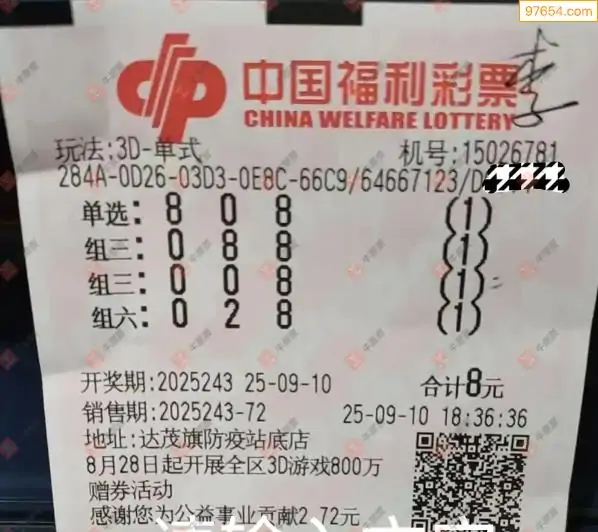 97654.com
中国福利彩票
CHINA WELFARE LOTTERY
李
玩法:3D-单式 机号:15026781
284A-0D26-03D3-0E8C-66C9/64667123/D
单选: 8 0 8 (1)
组三: 0 8 8 (1)
组三: 0 0 8 (1)
组六: 0 2 8 (1)
开奖期:2025243 25-09-10 合计8元
销售期:2025243-72 25-09-10 18:36:36
地址:达茂旗防疫站底店
8月28日起开展全区3D游戏800万
赠券活动
感谢您为公益事业贡献2.72元